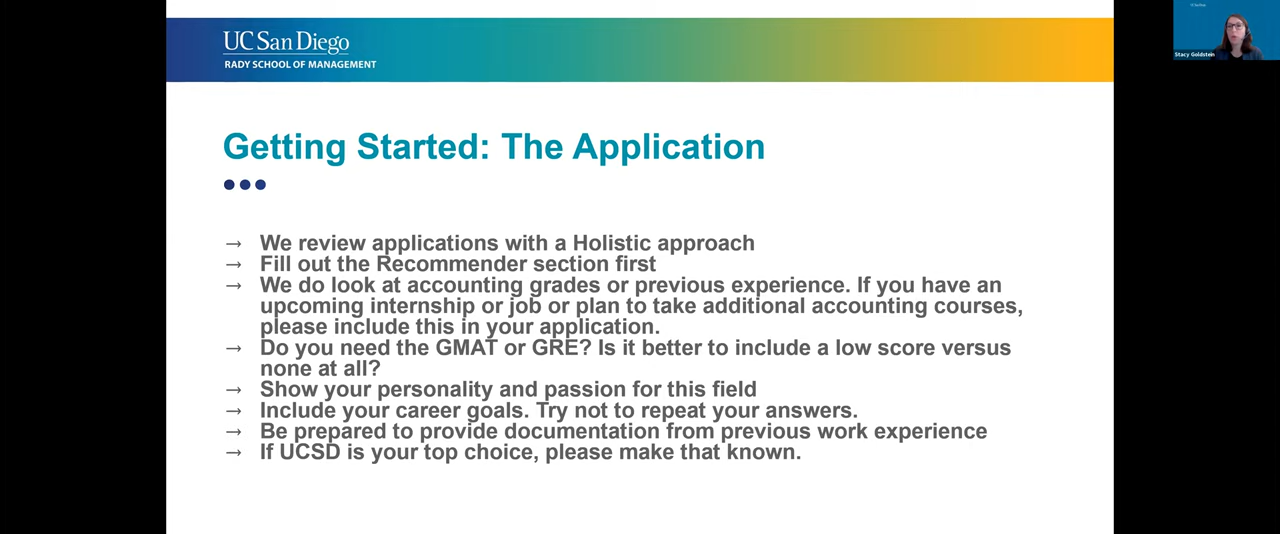 UC San Diego
RADY SCHOOL OF MANAGEMENT
Stacy Goldstein
Getting Started: The Application
→ We review applications with a Holistic approach
→ Fill out the Recommender section first
→ We do look at accounting grades or previous experience. If you have an
upcoming internship or job or plan to take additional accounting courses,
please include this in your application.
→ Do you need the GMAT or GRE? Is it better to include a low score versus
none at all?
→ Show your personality and passion for this field
→ Include your career goals. Try not to repeat your answers.
→ Be prepared to provide documentation from previous work experience
→ If UCSD is your top choice, please make that known.